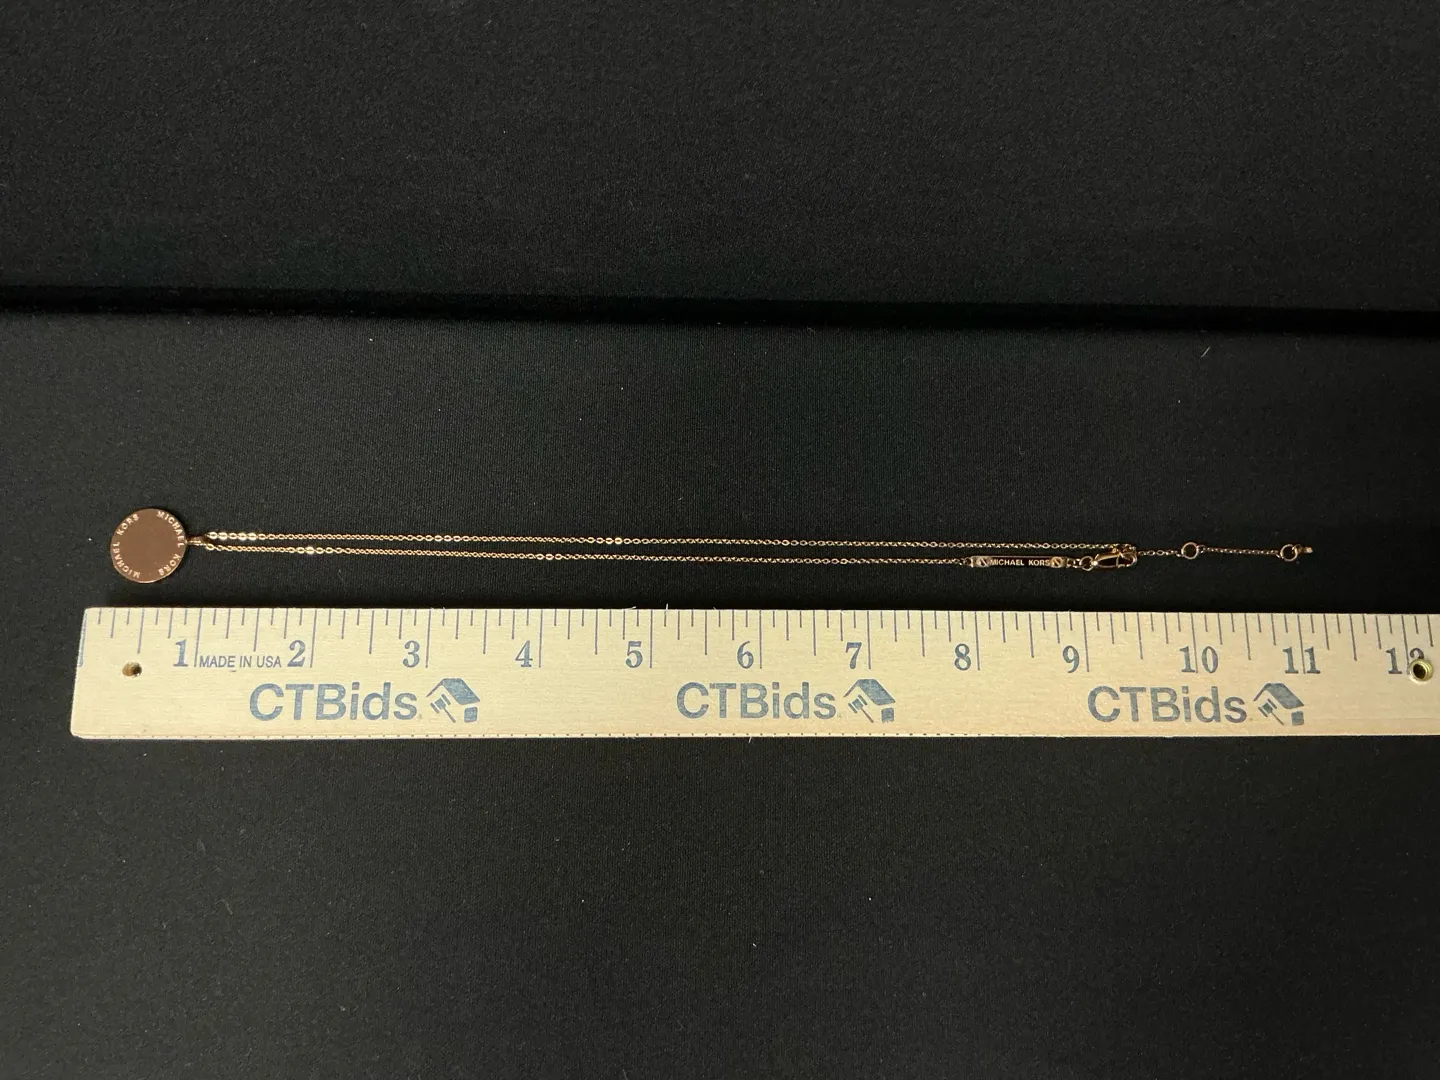 MICHAEL KORS MICHAEL KORS
MICHAEL KORS
1 MADE IN USA 2 3 4 5 6 7 8 9 10 11 12
CTBids CTBids CTBids